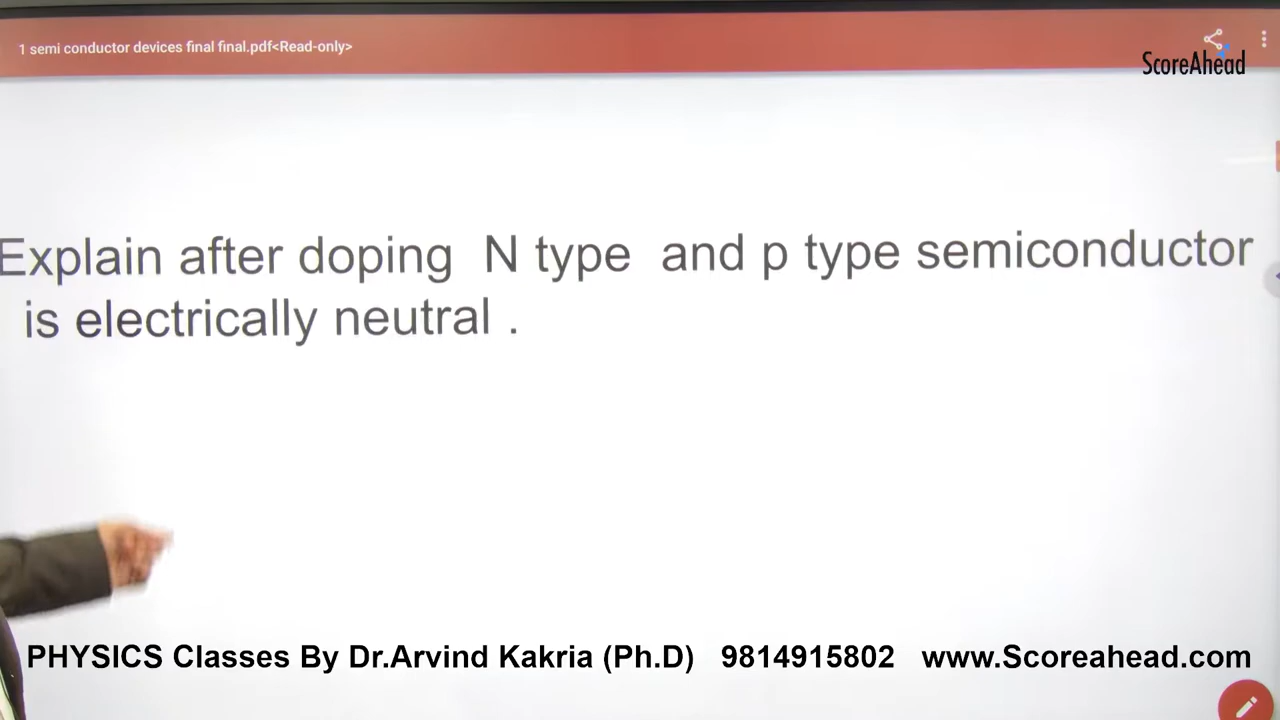 1 semi conductor devices final final.pdf<Read-only>
ScoreAhead
Explain after doping N type and p type semiconductor
is electrically neutral .
PHYSICS Classes By Dr.Arvind Kakria (Ph.D) 9814915802 www.Scoreahead.com